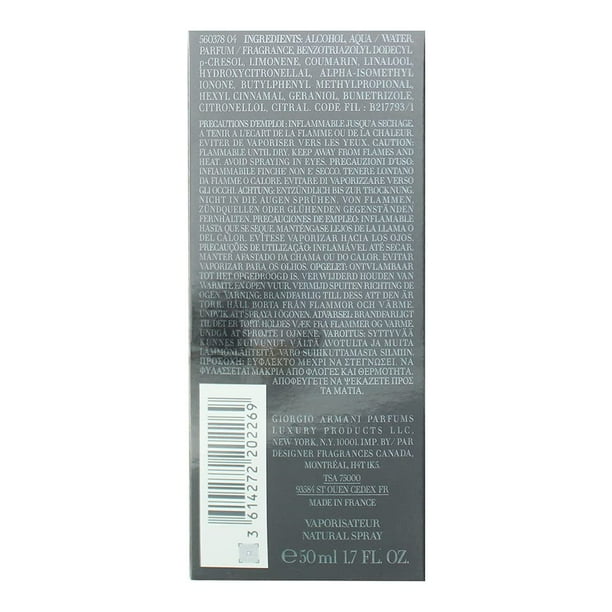 560378 04 INGREDIENTS: ALCOHOL, AQUA / WATER,
PARFUM / FRAGRANCE, BENZOTRIAZOLYL DODECYL
p-CRESOL, LIMONENE, COUMARIN, LINALOOL
HYDROXYCITRONELLAL, ALPHA-ISOMETHYL
IONONE, BUTYLPHENYL METHYLPROPIONAL,
HEXYL CINNAMAL, GERANIOL, BUMETRIZOLE,
CITRONELLOL, CITRAL. CODE FIL : B217793/1
PRECAUTIONS D'EMPLOI : INFLAMMABLE JUSQU'A SECHAGE.
A TENIR A L'ECART DE LA FLAMME OU DE LA CHALEUR.
EVITER DE VAPORISER VERS LES YEUX. CAUTION:
FLAMMABLE UNTIL DRY. KEEP AWAY FROM FLAMES AND
HEAT. AVOID SPRAYING IN EYES. PRECAUZIONI D'USO:
INFIAMMABILE FINCHE' NON E' SECCO. TENERE LONTANO
DA FIAMME O CALORE. EVITARE DI VAPORIZZARE VERSO
GLI OCCHI. ACHTUNG: ENTZÜNDLICH BIS ZUR TROCKNUNG.
NICHT IN DIE AUGEN SPRÜHEN, VON FLAMMEN,
ZÜNDQUELLEN ODER GLÜHENDEN GEGENSTÄNDEN
FERNHALTEN. PRECAUCIONES DE EMPLEO: INFLAMABLE
HASTA QUE SE SEQUE, MANTÉNGASE LEJOS DE LA LLAMA O
DEL CALOR. EVÍTESE VAPORIZAR HACIA LOS OJOS.
PRECAUÇÕES DE UTILIZAÇÃO: INFLAMÁVEL ATÉ SECAR.
MANTER AFASTADO DA CHAMA OU DO CALOR. EVITAR
VAPORIZAR PARA OS OLHOS. OPGELET: ONTVLAMBAAR
TOT HET OPGEDROOGD IS. VERWIJDERD HOUDEN VAN
WARMTE EN OPEN VUUR. VERMIJD SPUITEN RICHTING DE
OGEN. VARNING: BRANDFARLIG TILL DESS ATT DEN ÄR
TORR. HÅLL BORTA FRÅN FLAMMOR OCH VÄRME.
UNDVIK ATT SPRAYA I ÖGONEN. ADVARSEL: BRANDFARLIGT
TIL DET ER TØRT. HOLDES VÆK FRA FLAMMER OG VARME.
UNDGÅ AT SPRØJTE I ØJNENE. VAROITUS: SYTTYVÄÄ
KUNNES KUIVUNUT. VÄLTÄ AVOTULTA JA MUITA
LÄMMÖNLÄHTEITÄ. VARO SUIHKUTTAMASTA SILMIIN.
ΠΡΟΣΟΧΗ: ΕΥΦΛΕΚΤΟ ΜΕΧΡΙ ΝΑ ΣΤΕΓΝΩΣΕΙ. ΝΑ
ΦΥΛΑΣΣΕΤΑΙ ΜΑΚΡΙΑ ΑΠΟ ΦΛΟΓΕΣ ΚΑΙ ΘΕΡΜΟΤΗΤΑ.
ΑΠΟΦΕΥΓΕΤΕ ΝΑ ΨΕΚΑΖΕΤΕ ΠΡΟΣ
ΤΑ ΜΑΤΙΑ.
GIORGIO ARMANI PARFUMS
LUXURY PRODUCTS LLC.
NEW YORK, N.Y. 10001. IMP. BY/ PAR
DESIGNER FRAGRANCES CANADA,
MONTRÉAL, H4T 1K5.
TSA 75000
93584 ST OUEN CEDEX FR
MADE IN FRANCE
VAPORISATEUR
NATURAL SPRAY
℮50 ml 1.7 FL. OZ.
3 614272 202269